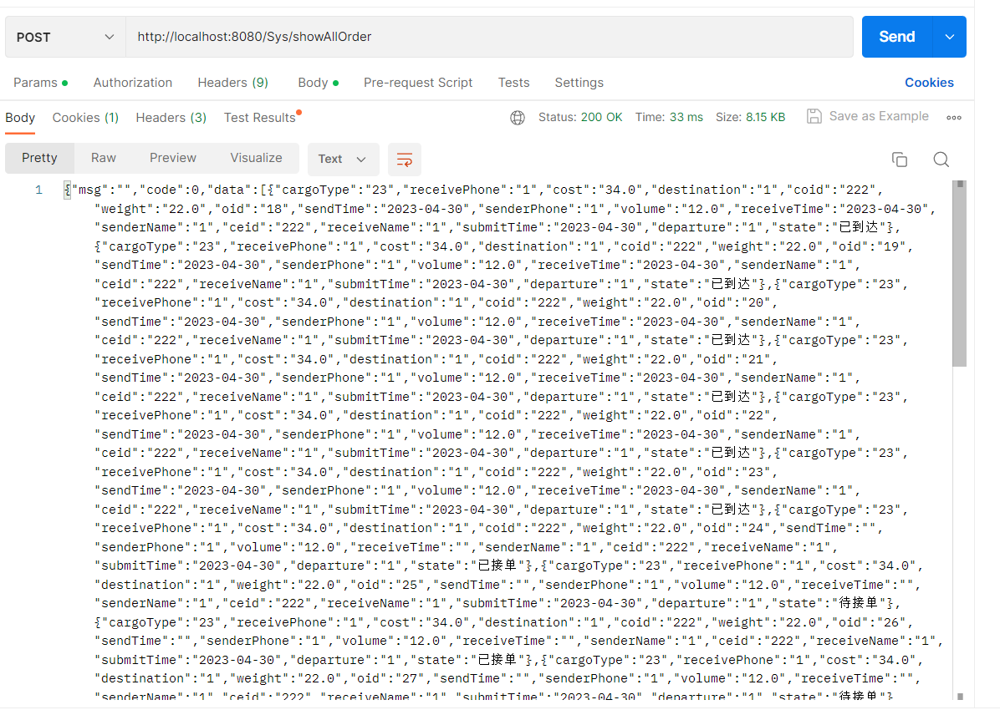 POST http://localhost:8080/Sys/showAllOrder Send
Params Authorization Headers (9) Body Pre-request Script Tests Settings Cookies
Body Cookies (1) Headers (3) Test Results Status: 200 OK Time: 33 ms Size: 8.15 KB Save as Example
Pretty Raw Preview Visualize Text
1 {"msg":"","code":0,"data":[{"cargoType":"23","receivePhone":"1","cost":"34.0","destination":"1","coid":"222",
"weight":"22.0","oid":"18","sendTime":"2023-04-30","senderPhone":"1","volume":"12.0","receiveTime":"2023-04-30",
"senderName":"1","ceid":"222","receiveName":"1","submitTime":"2023-04-30","departure":"1","state":"已到达"},
{"cargoType":"23","receivePhone":"1","cost":"34.0","destination":"1","coid":"222","weight":"22.0","oid":"19",
"sendTime":"2023-04-30","senderPhone":"1","volume":"12.0","receiveTime":"2023-04-30","senderName":"1",
"ceid":"222","receiveName":"1","submitTime":"2023-04-30","departure":"1","state":"已到达"},{"cargoType":"23",
"receivePhone":"1","cost":"34.0","destination":"1","coid":"222","weight":"22.0","oid":"20",
"sendTime":"2023-04-30","senderPhone":"1","volume":"12.0","receiveTime":"2023-04-30","senderName":"1",
"ceid":"222","receiveName":"1","submitTime":"2023-04-30","departure":"1","state":"已到达"},{"cargoType":"23",
"receivePhone":"1","cost":"34.0","destination":"1","coid":"222","weight":"22.0","oid":"21",
"sendTime":"2023-04-30","senderPhone":"1","volume":"12.0","receiveTime":"2023-04-30","senderName":"1",
"ceid":"222","receiveName":"1","submitTime":"2023-04-30","departure":"1","state":"已到达"},{"cargoType":"23",
"receivePhone":"1","cost":"34.0","destination":"1","coid":"222","weight":"22.0","oid":"22",
"sendTime":"2023-04-30","senderPhone":"1","volume":"12.0","receiveTime":"2023-04-30","senderName":"1",
"ceid":"222","receiveName":"1","submitTime":"2023-04-30","departure":"1","state":"已到达"},{"cargoType":"23",
"receivePhone":"1","cost":"34.0","destination":"1","coid":"222","weight":"22.0","oid":"23",
"sendTime":"2023-04-30","senderPhone":"1","volume":"12.0","receiveTime":"2023-04-30","senderName":"1",
"ceid":"222","receiveName":"1","submitTime":"2023-04-30","departure":"1","state":"已到达"},{"cargoType":"23",
"receivePhone":"1","cost":"34.0","destination":"1","coid":"222","weight":"22.0","oid":"24","sendTime":"",
"senderPhone":"1","volume":"12.0","receiveTime":"","senderName":"1","ceid":"222","receiveName":"1",
"submitTime":"2023-04-30","departure":"1","state":"已接单"},{"cargoType":"23","receivePhone":"1","cost":"34.0",
"destination":"1","weight":"22.0","oid":"25","sendTime":"","senderPhone":"1","volume":"12.0","receiveTime":"",
"senderName":"1","ceid":"222","receiveName":"1","submitTime":"2023-04-30","departure":"1","state":"待接单"},
{"cargoType":"23","receivePhone":"1","cost":"34.0","destination":"1","coid":"222","weight":"22.0","oid":"26",
"sendTime":"","senderPhone":"1","volume":"12.0","receiveTime":"","senderName":"1","ceid":"222","receiveName":"1",
"submitTime":"2023-04-30","departure":"1","state":"已接单"},{"cargoType":"23","receivePhone":"1","cost":"34.0",
"destination":"1","weight":"22.0","oid":"27","sendTime":"","senderPhone":"1","volume":"12.0","receiveTime":"",
"senderName":"1","ceid":"222","receiveName":"1","submitTime":"2023-04-30","departure":"1","state":"待接单"}